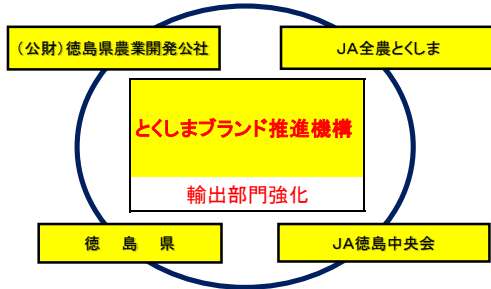 （公財）徳島県農業開発公社
JA全農とくしま
とくしまブランド推進機構
輸出部門強化
徳　島　県
JA徳島中央会